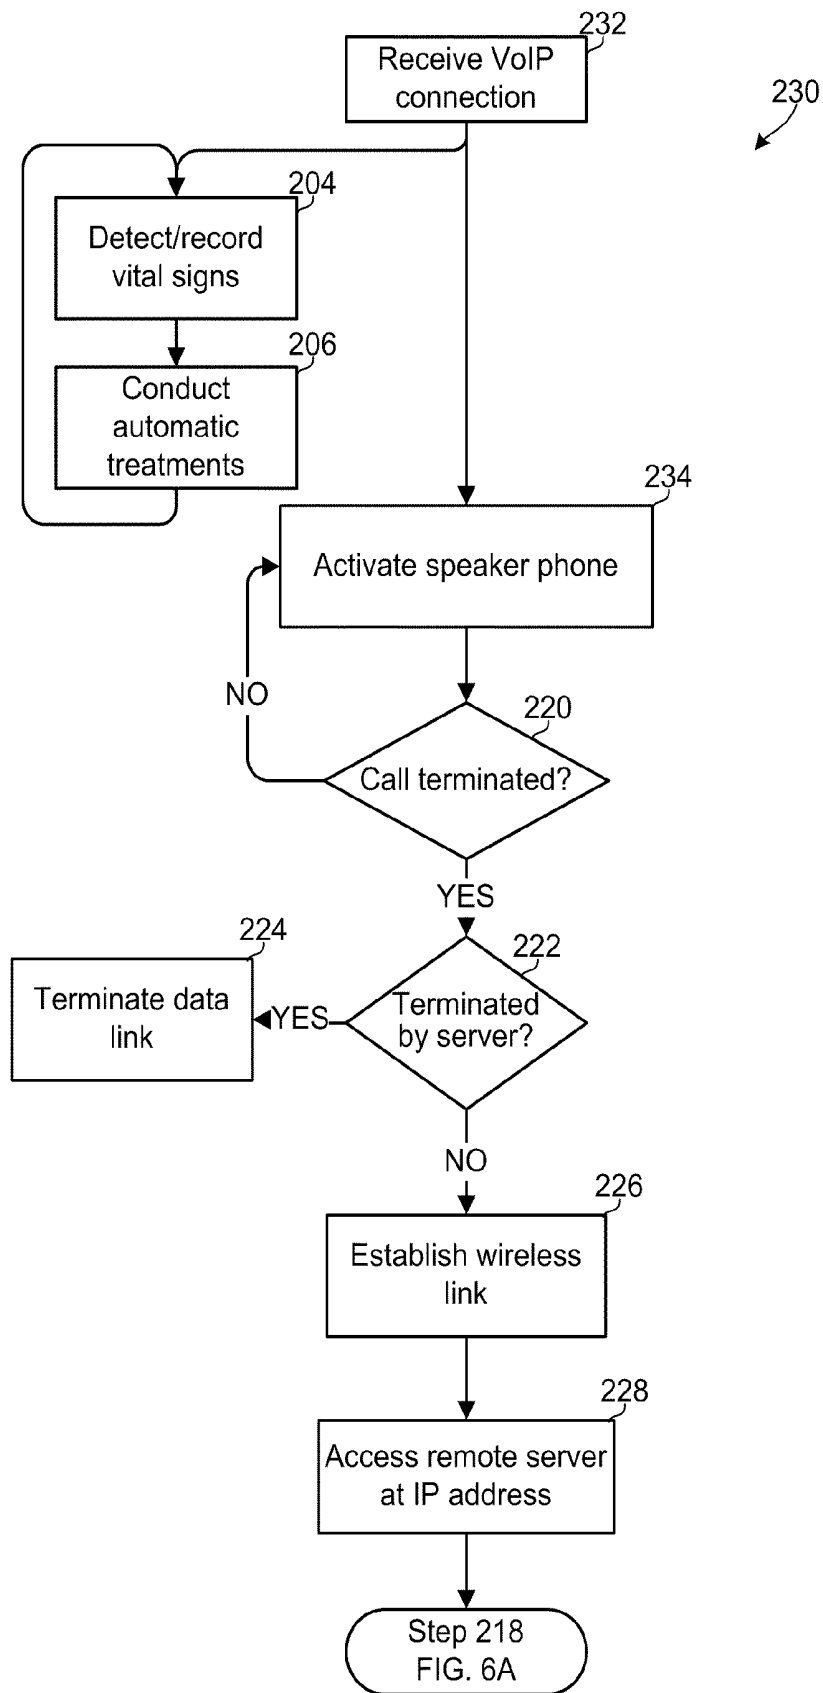 232
Receive VoIP
connection
230
204
Detect/record
vital signs
206
Conduct
automatic
treatments
234
Activate speaker phone
NO
220
Call terminated?
YES
224
Terminate data
link
YES
222
Terminated
by server?
NO
226
Establish wireless
link
228
Access remote server
at IP address
Step 218
FIG. 6A